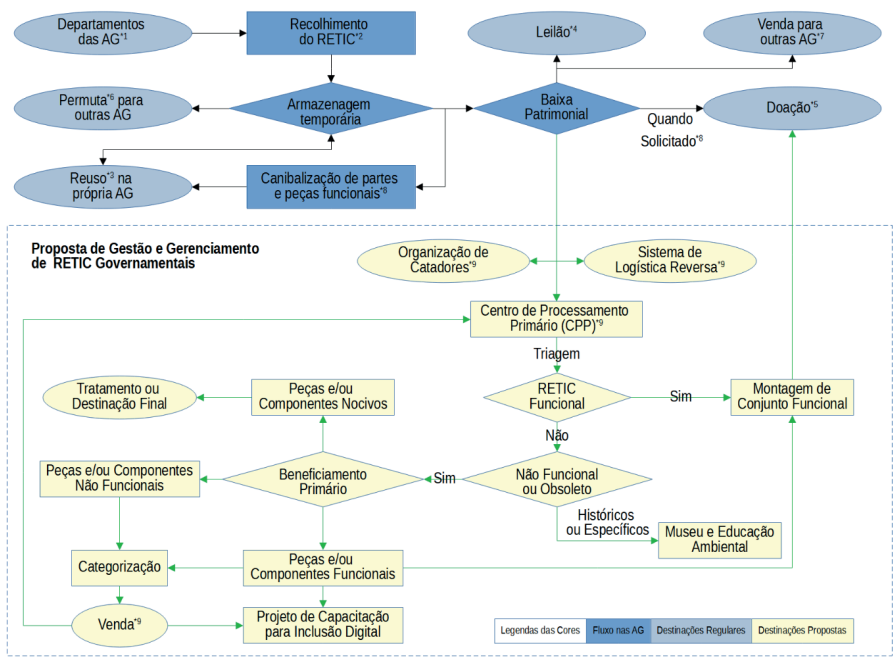 Departamentos
das AG*1
Recolhimento
do RETIC*2
Leilão*4
Venda para
outras AG*7
Permuta*6 para
outras AG
Armazenagem
temporária
Baixa
Patrimonial
Quando
Solicitado*8
Doação*5
Reuso*3 na
própria AG
Canibalização de partes
e peças funcionais*8
Proposta de Gestão e Gerenciamento
de RETIC Governamentais
Organização de
Catadores*9
Sistema de
Logística Reversa*9
Centro de Processamento
Primário (CPP)*9
Triagem
Tratamento ou
Destinação Final
Peças e/ou
Componentes Nocivos
RETIC
Funcional
Sim
Montagem de
Conjunto Funcional
Não
Peças e/ou Componentes
Não Funcionais
Beneficiamento
Primário
Sim
Não Funcional
ou Obsoleto
Históricos
ou Específicos
Museu e Educação
Ambiental
Categorização
Peças e/ou
Componentes Funcionais
Venda*9
Projeto de Capacitação
para Inclusão Digital
Legendas das Cores
Fluxo nas AG
Destinações Regulares
Destinações Propostas